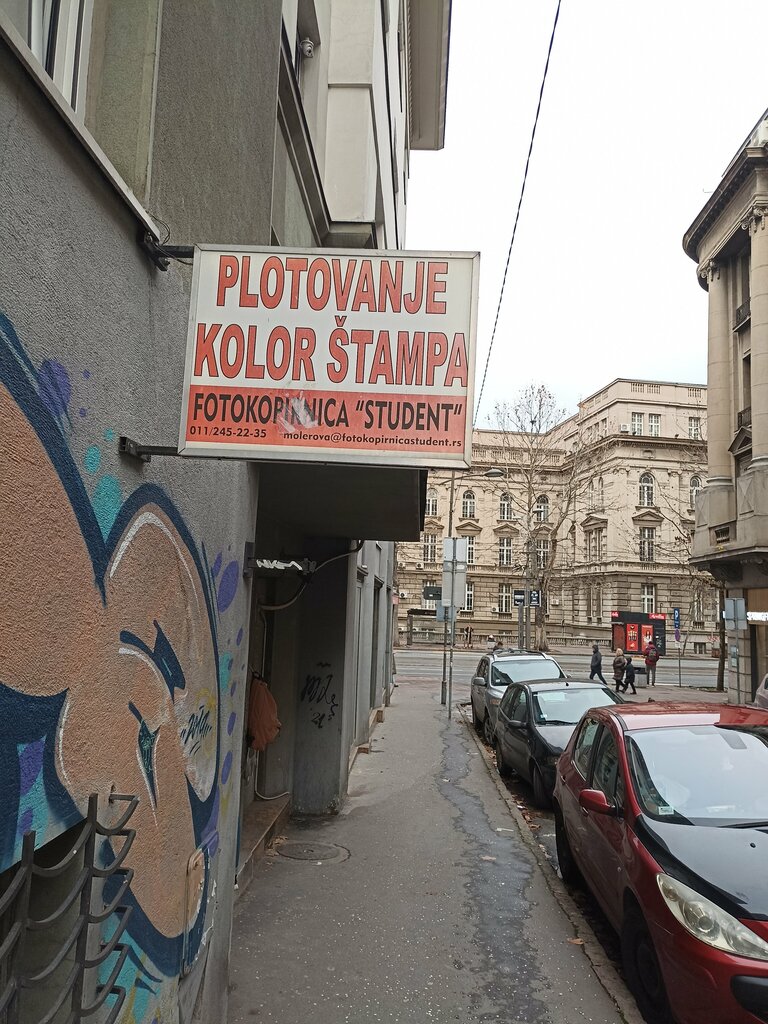 PLOTOVANJE
KOLOR ŠTAMPA
FOTOKOPIRNICA "STUDENT"
011/245-22-35 molerova@fotokopirnicastudent.rs